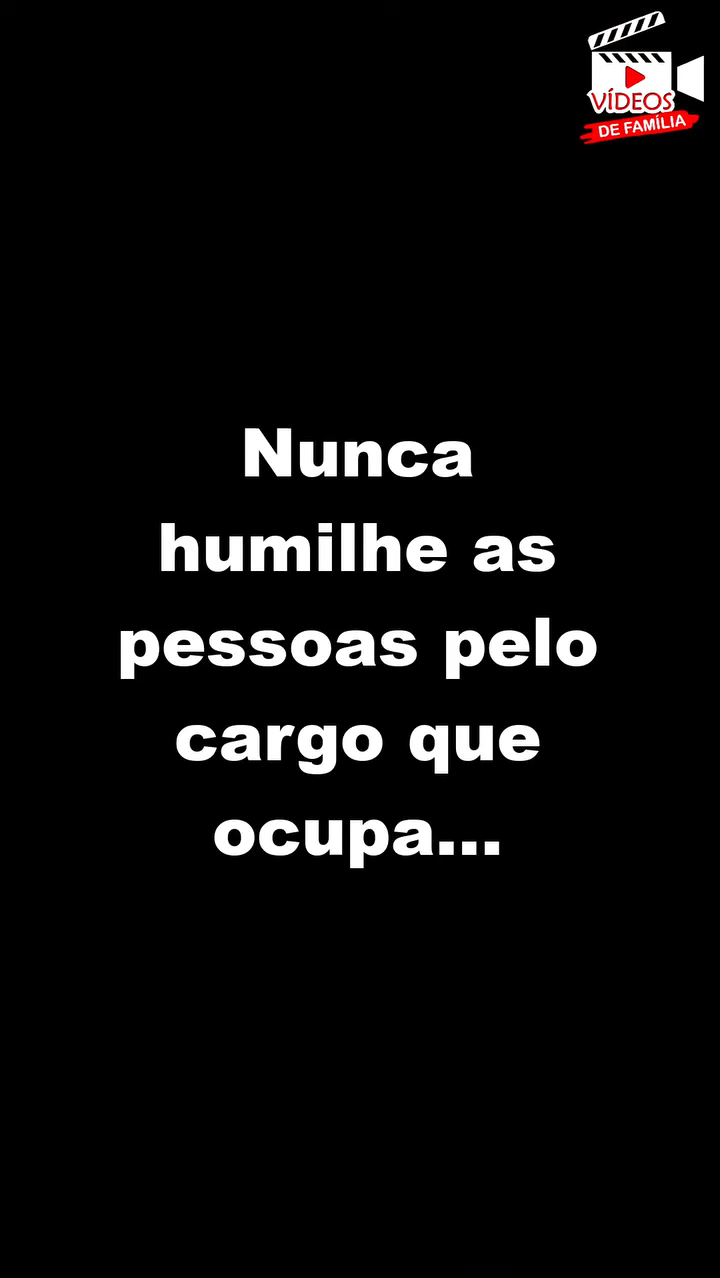 VÍDEOS
DE FAMÍLIA
Nunca
humilhe as
pessoas pelo
cargo que
ocupa...